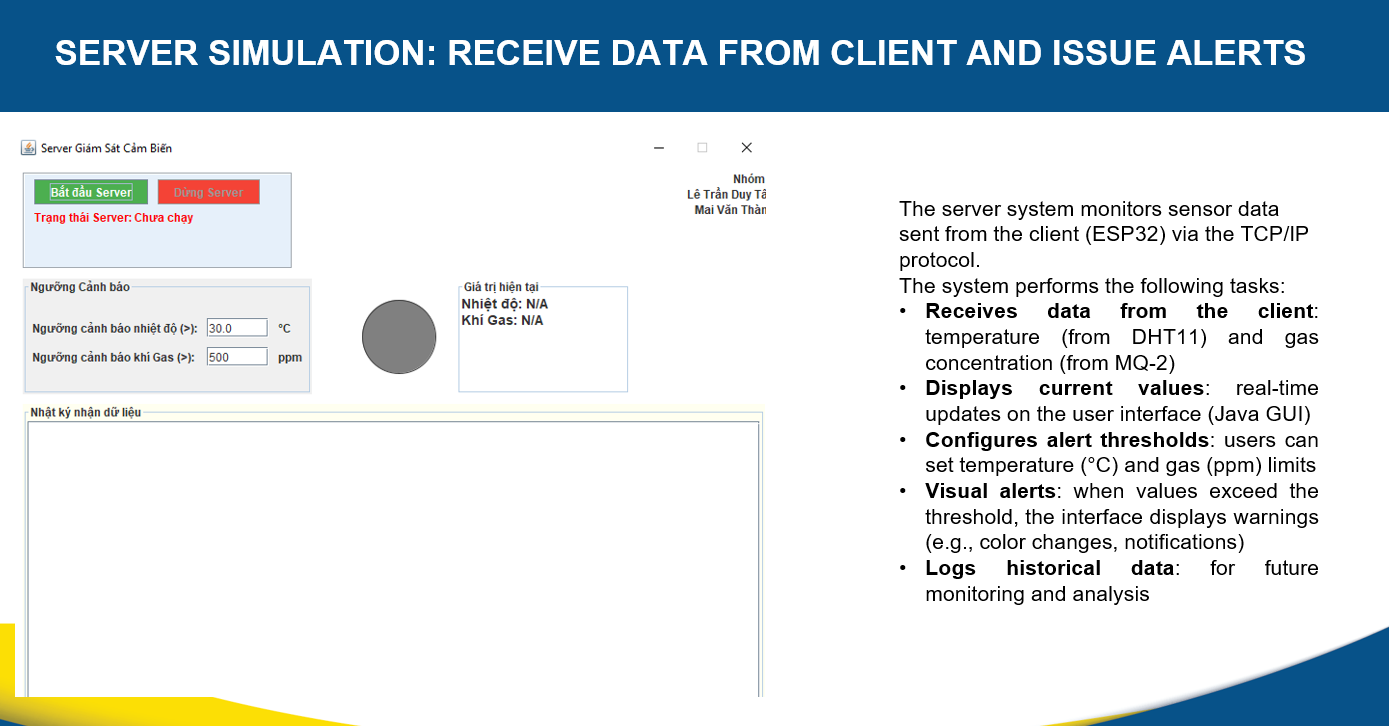 SERVER SIMULATION: RECEIVE DATA FROM CLIENT AND ISSUE ALERTS
Server Giám Sát Cảm Biến
Bắt đầu Server
Dừng Server
Trạng thái Server: Chưa chạy
Nhóm
Lê Trần Duy Tâ
Mai Văn Thàn
Ngưỡng Cảnh báo
Ngưỡng cảnh báo nhiệt độ (>): 30.0 °C
Ngưỡng cảnh báo khí Gas (>): 500 ppm
Giá trị hiện tại
Nhiệt độ: N/A
Khí Gas: N/A
Nhật ký nhận dữ liệu
The server system monitors sensor data
sent from the client (ESP32) via the TCP/IP
protocol.
The system performs the following tasks:
• Receives data from the client:
temperature (from DHT11) and gas
concentration (from MQ-2)
• Displays current values: real-time
updates on the user interface (Java GUI)
• Configures alert thresholds: users can
set temperature (°C) and gas (ppm) limits
• Visual alerts: when values exceed the
threshold, the interface displays warnings
(e.g., color changes, notifications)
• Logs historical data: for future
monitoring and analysis